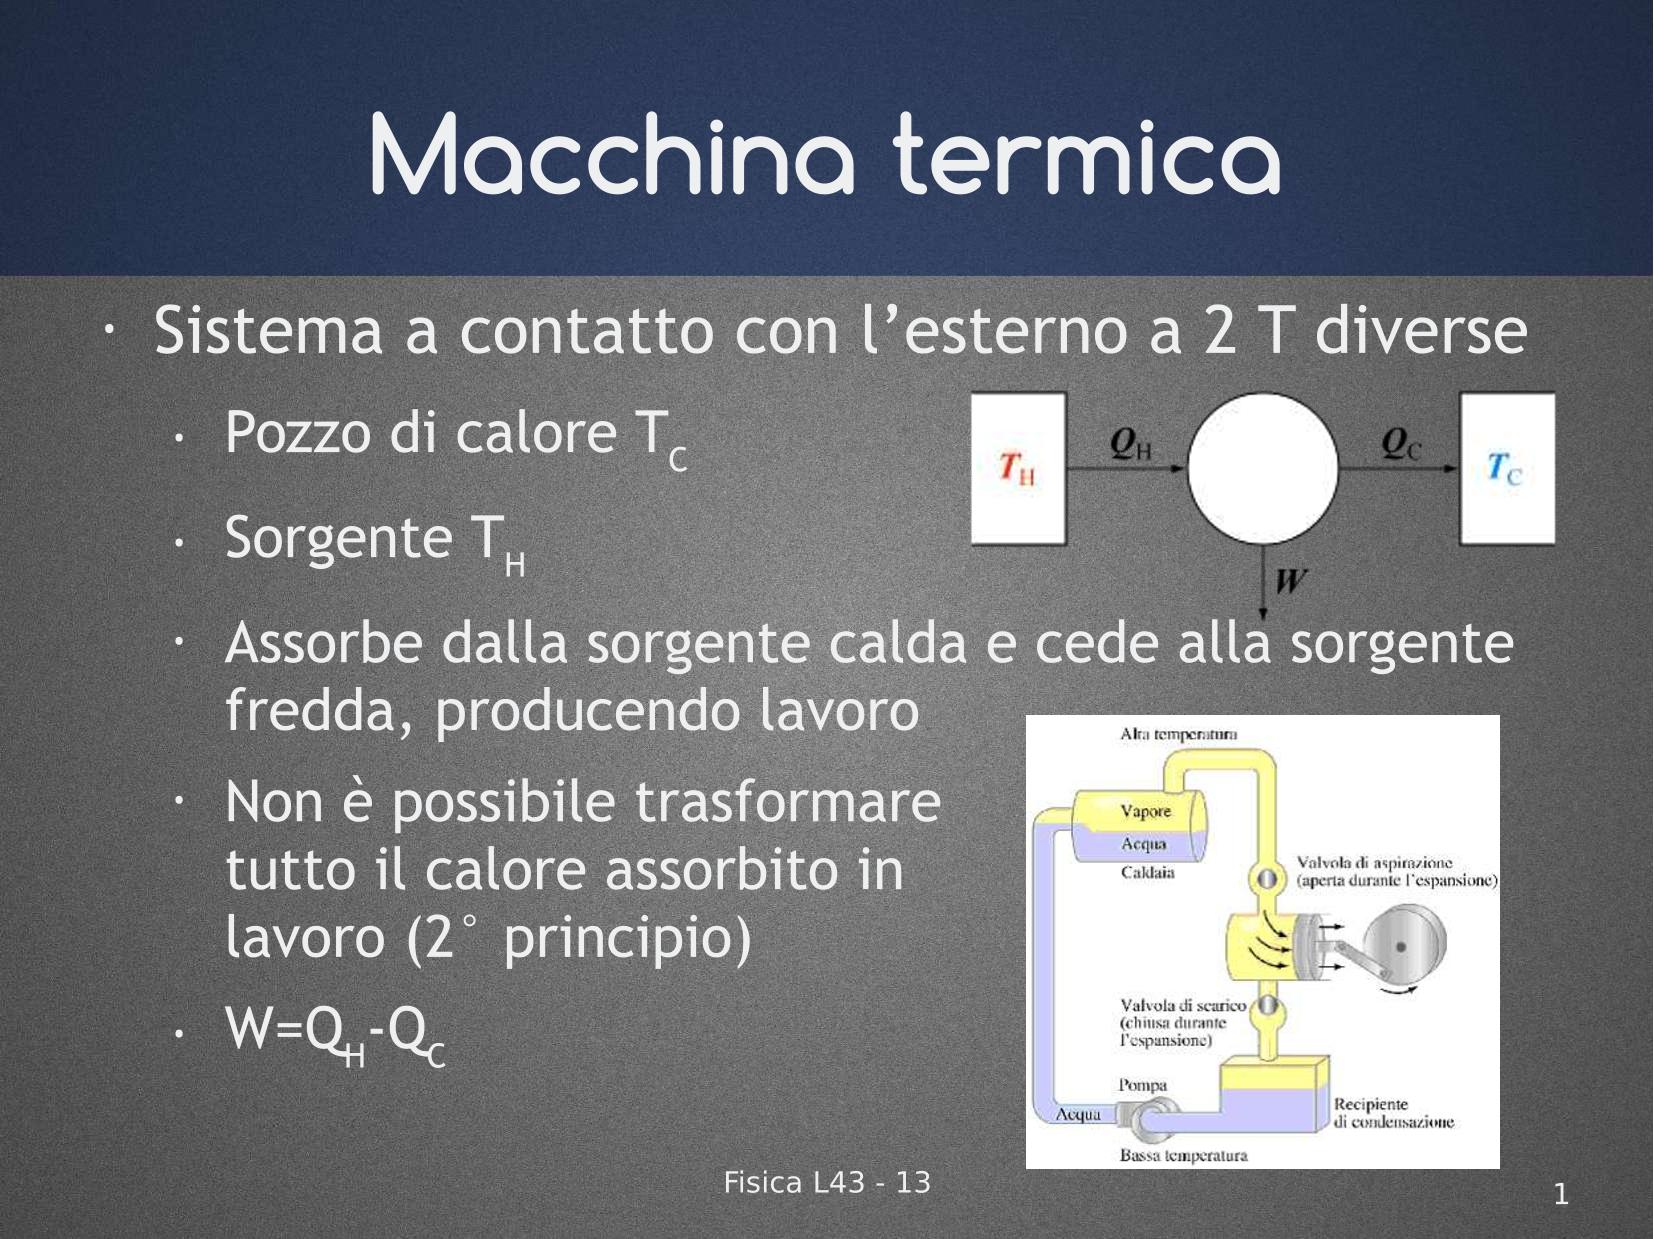 Macchina termica
• Sistema a contatto con l’esterno a 2 T diverse
• Pozzo di calore T_C
• Sorgente T_H
T_H
Q_H
Q_C
T_C
W
• Assorbe dalla sorgente calda e cede alla sorgente
fredda, producendo lavoro
• Non è possibile trasformare
tutto il calore assorbito in
lavoro (2° principio)
• W=Q_H-Q_C
Alta temperatura
Vapore
Acqua
Caldaia
Valvola di aspirazione
(aperta durante l’espansione)
Valvola di scarico
(chiusa durante
l’espansione)
Pompa
Acqua
Recipiente
di condensazione
Bassa temperatura
Fisica L43 - 13
1